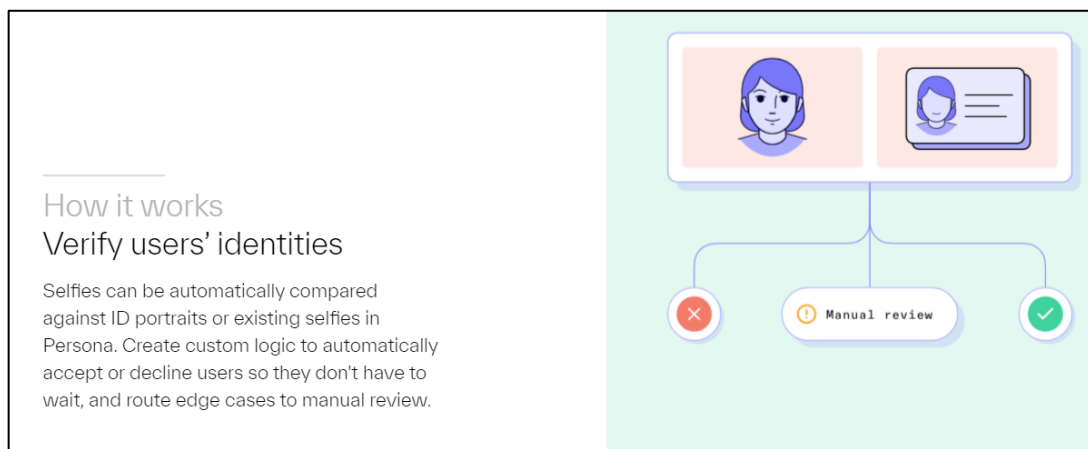 How it works
Verify users’ identities
Selfies can be automatically compared
against ID portraits or existing selfies in
Persona. Create custom logic to automatically
accept or decline users so they don't have to
wait, and route edge cases to manual review.
Manual review